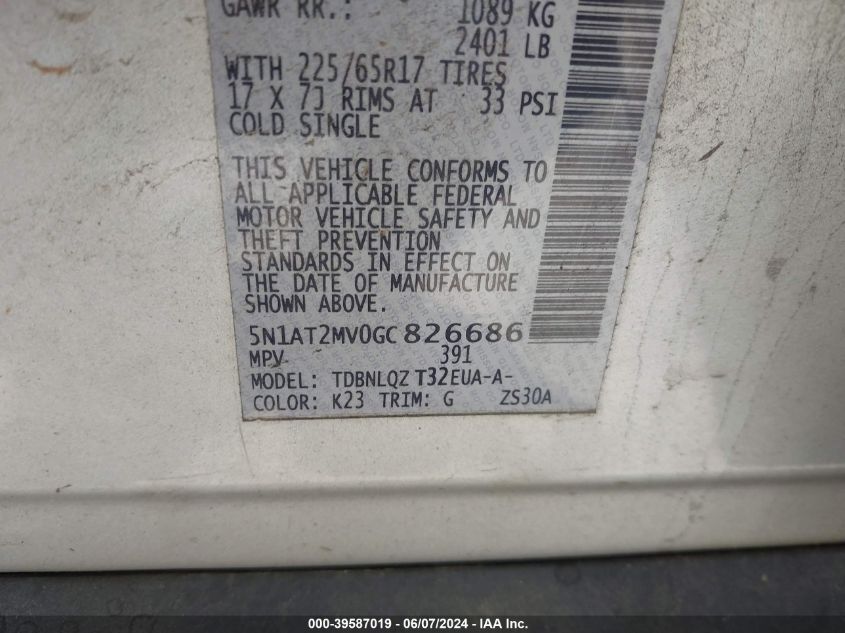 GAWR RR.: 1089 KG
2401 LB
WITH 225/65R17 TIRES
17 X 7J RIMS AT 33 PSI
COLD SINGLE
THIS VEHICLE CONFORMS TO
ALL APPLICABLE FEDERAL
MOTOR VEHICLE SAFETY AND
THEFT PREVENTION
STANDARDS IN EFFECT ON
THE DATE OF MANUFACTURE
SHOWN ABOVE.
5N1AT2MV0GC826686
MPV 391
MODEL: TDBNLQZ T32EUA-A-
COLOR: K23 TRIM: G ZS30A
000-39587019 - 06/07/2024 - IAAI.com